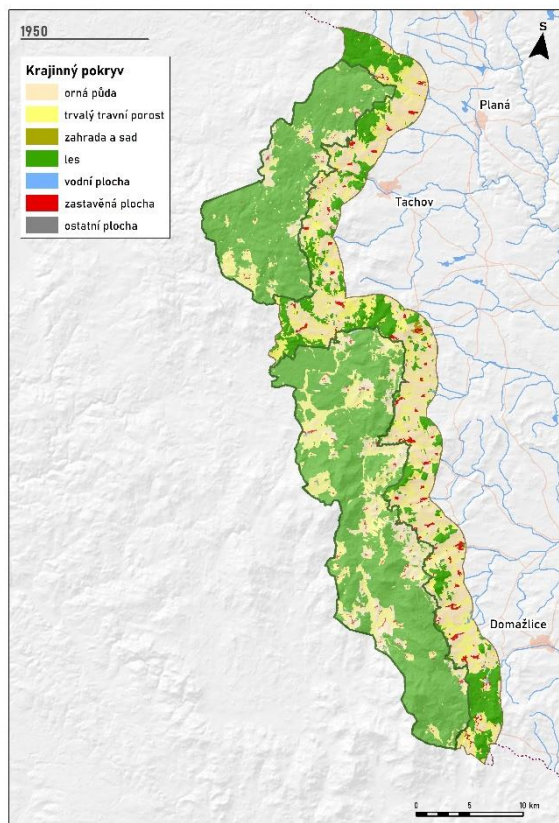 1950
S
Krajinný pokryv
orná půda
trvalý travní porost
zahrada a sad
les
vodní plocha
zastavěná plocha
ostatní plocha
Planá
Tachov
Domažlice
0 5 10 km